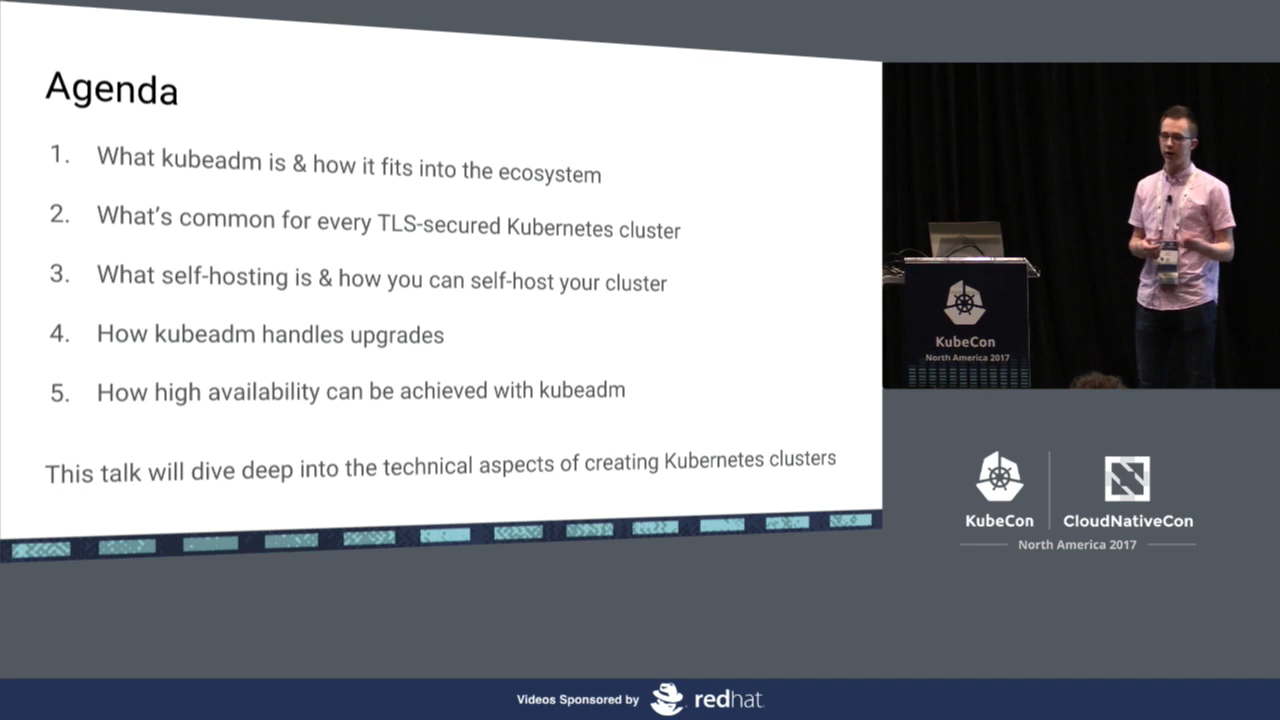 Agenda
1. What kubeadm is & how it fits into the ecosystem
2. What's common for every TLS-secured Kubernetes cluster
3. What self-hosting is & how you can self-host your cluster
4. How kubeadm handles upgrades
5. How high availability can be achieved with kubeadm
This talk will dive deep into the technical aspects of creating Kubernetes clusters
KubeCon
North America 2017
KubeCon
CloudNativeCon
North America 2017
Videos Sponsored by
redhat